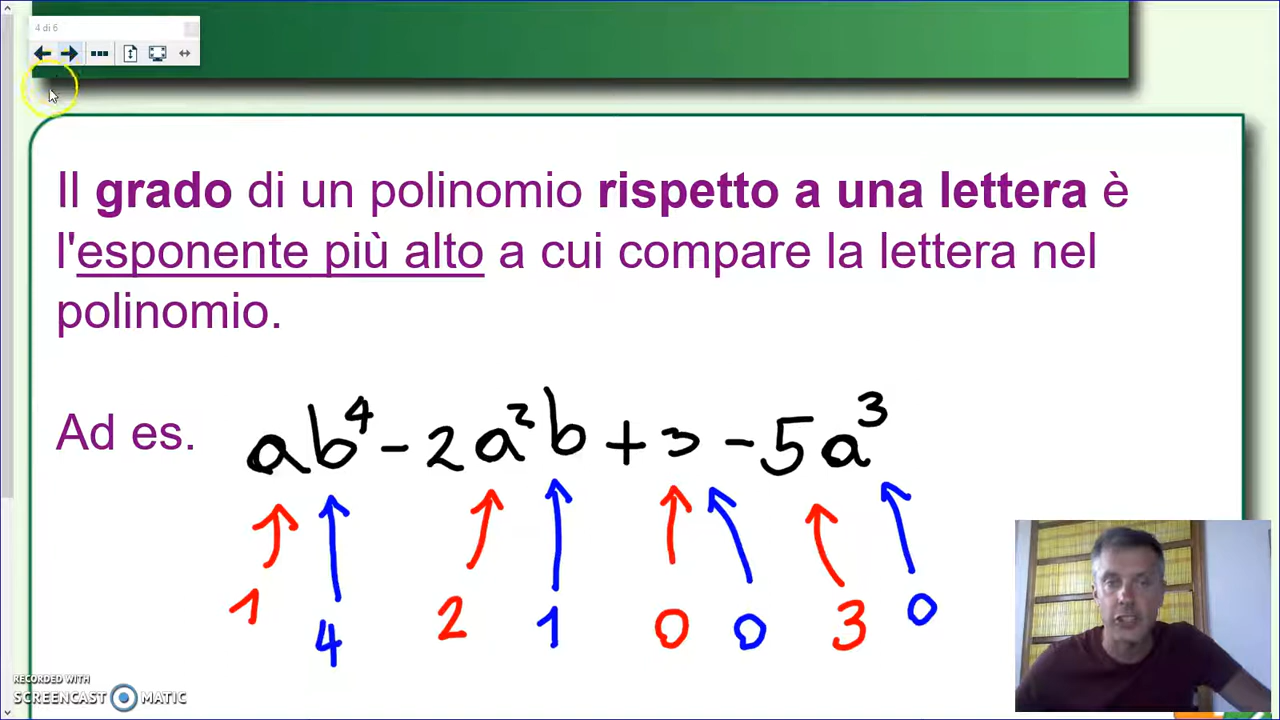 4 di 6
Il grado di un polinomio rispetto a una lettera è
l'esponente più alto a cui compare la lettera nel
polinomio.
Ad es. ab⁴ - 2a²b + 3 - 5a³
1 4 2 1 0 0 3 0
RECORDED WITH
SCREENCAST MATIC